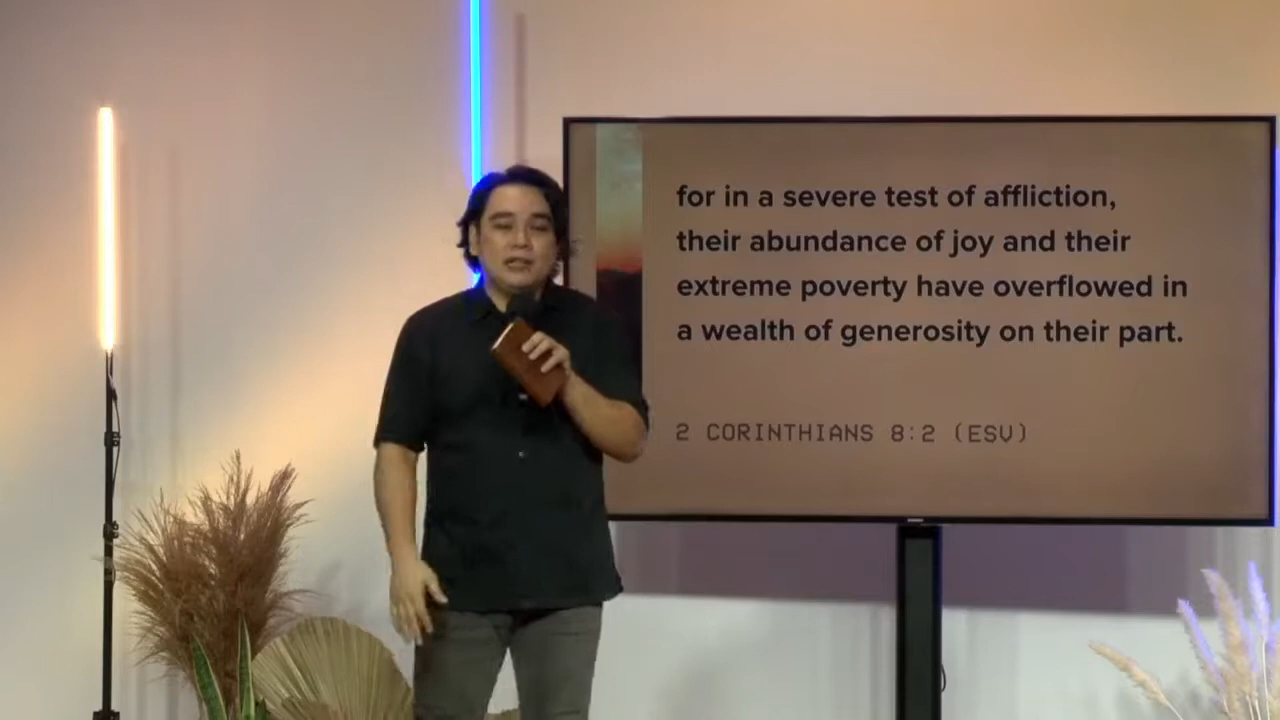 for in a severe test of affliction,
their abundance of joy and their
extreme poverty have overflowed in
a wealth of generosity on their part.
2 CORINTHIANS 8:2 (ESV)